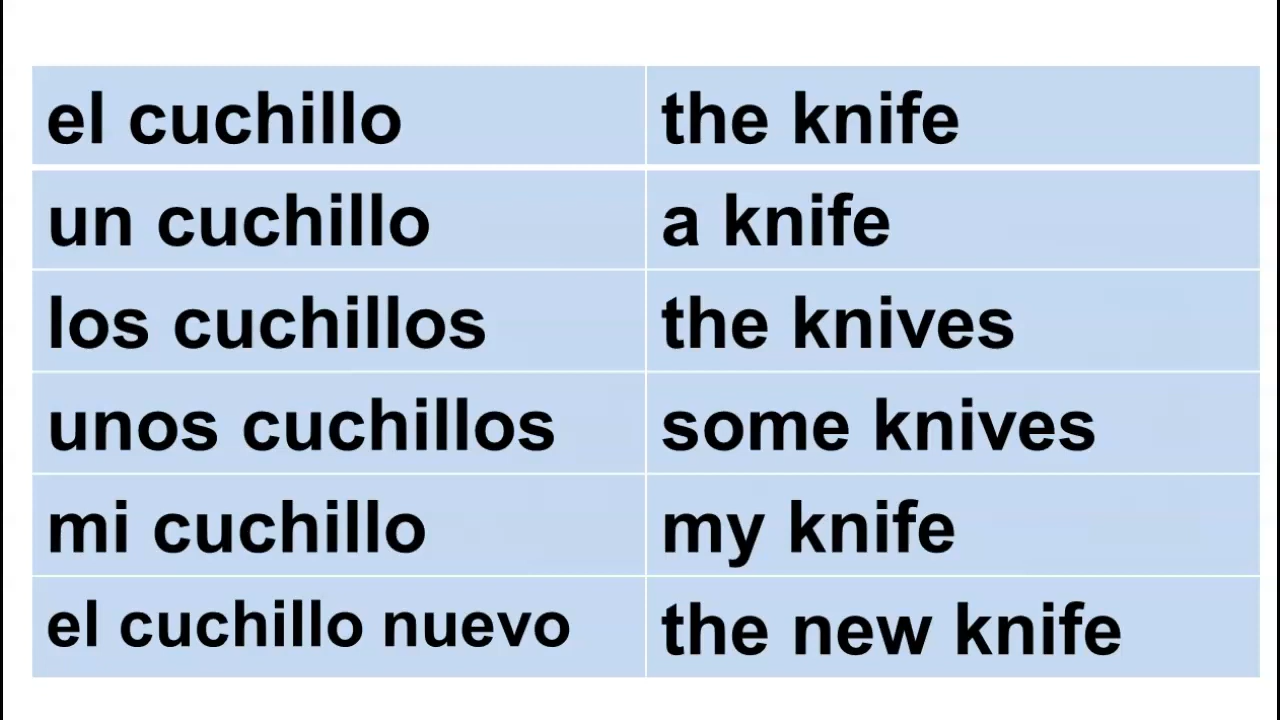 el cuchillo the knife
un cuchillo a knife
los cuchillos the knives
unos cuchillos some knives
mi cuchillo my knife
el cuchillo nuevo the new knife